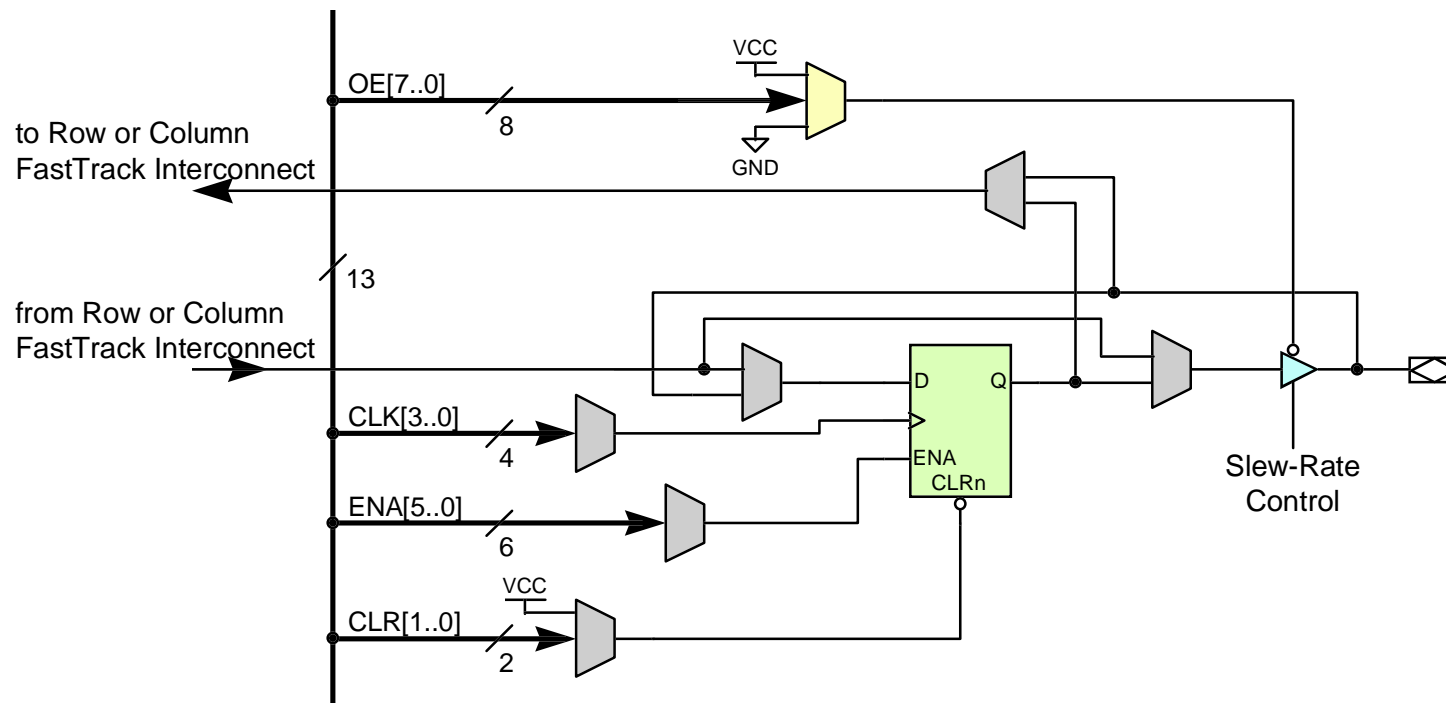 VCC
OE[7..0]
8
GND
to Row or Column
FastTrack Interconnect
13
from Row or Column
FastTrack Interconnect
D
Q
CLK[3..0]
4
ENA
CLRn
Slew-Rate
Control
ENA[5..0]
6
VCC
CLR[1..0]
2